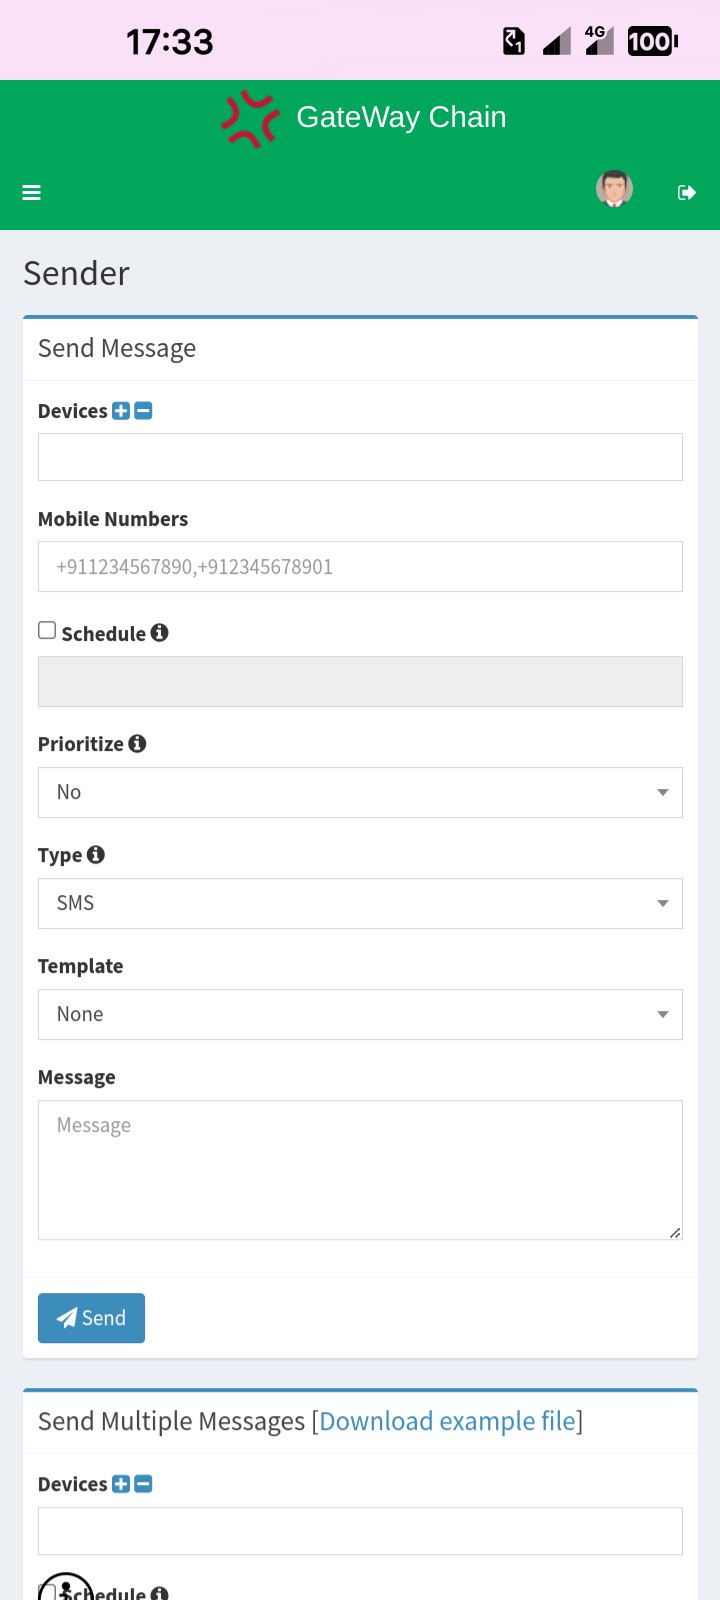 17:33
1
4G
100
GateWay Chain
Sender
Send Message
Devices
Mobile Numbers
+911234567890,+912345678901
Schedule
Prioritize
No
Type
SMS
Template
None
Message
Message
Send
Send Multiple Messages [Download example file]
Devices
Schedule